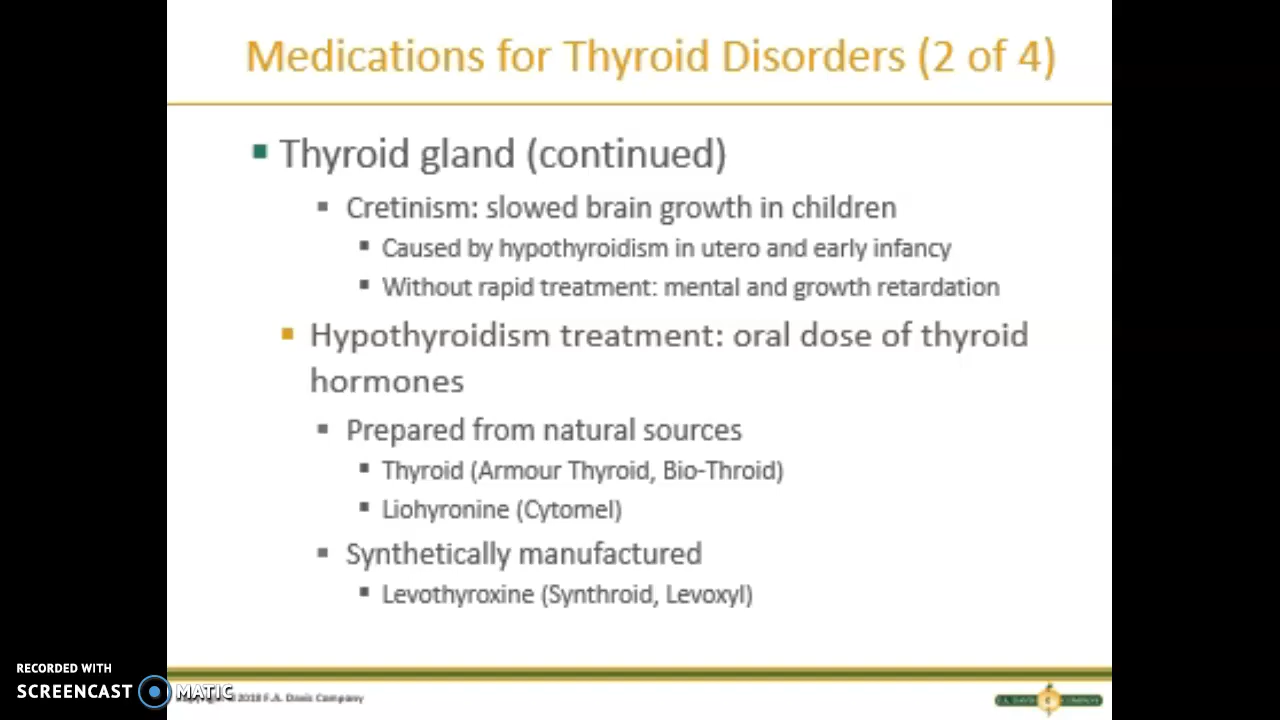 Medications for Thyroid Disorders (2 of 4)
Thyroid gland (continued)
Cretinism: slowed brain growth in children
Caused by hypothyroidism in utero and early infancy
Without rapid treatment: mental and growth retardation
Hypothyroidism treatment: oral dose of thyroid
hormones
Prepared from natural sources
Thyroid (Armour Thyroid, Bio-Throid)
Liohyronine (Cytomel)
Synthetically manufactured
Levothyroxine (Synthroid, Levoxyl)
RECORDED WITH
SCREENCAST MATIC
2018 F.A. Davis Company